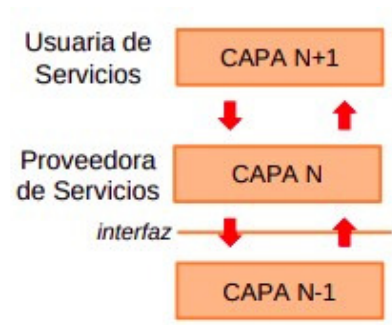 Usuaria de
Servicios
CAPA N+1
Proveedora
de Servicios
CAPA N
interfaz
CAPA N-1